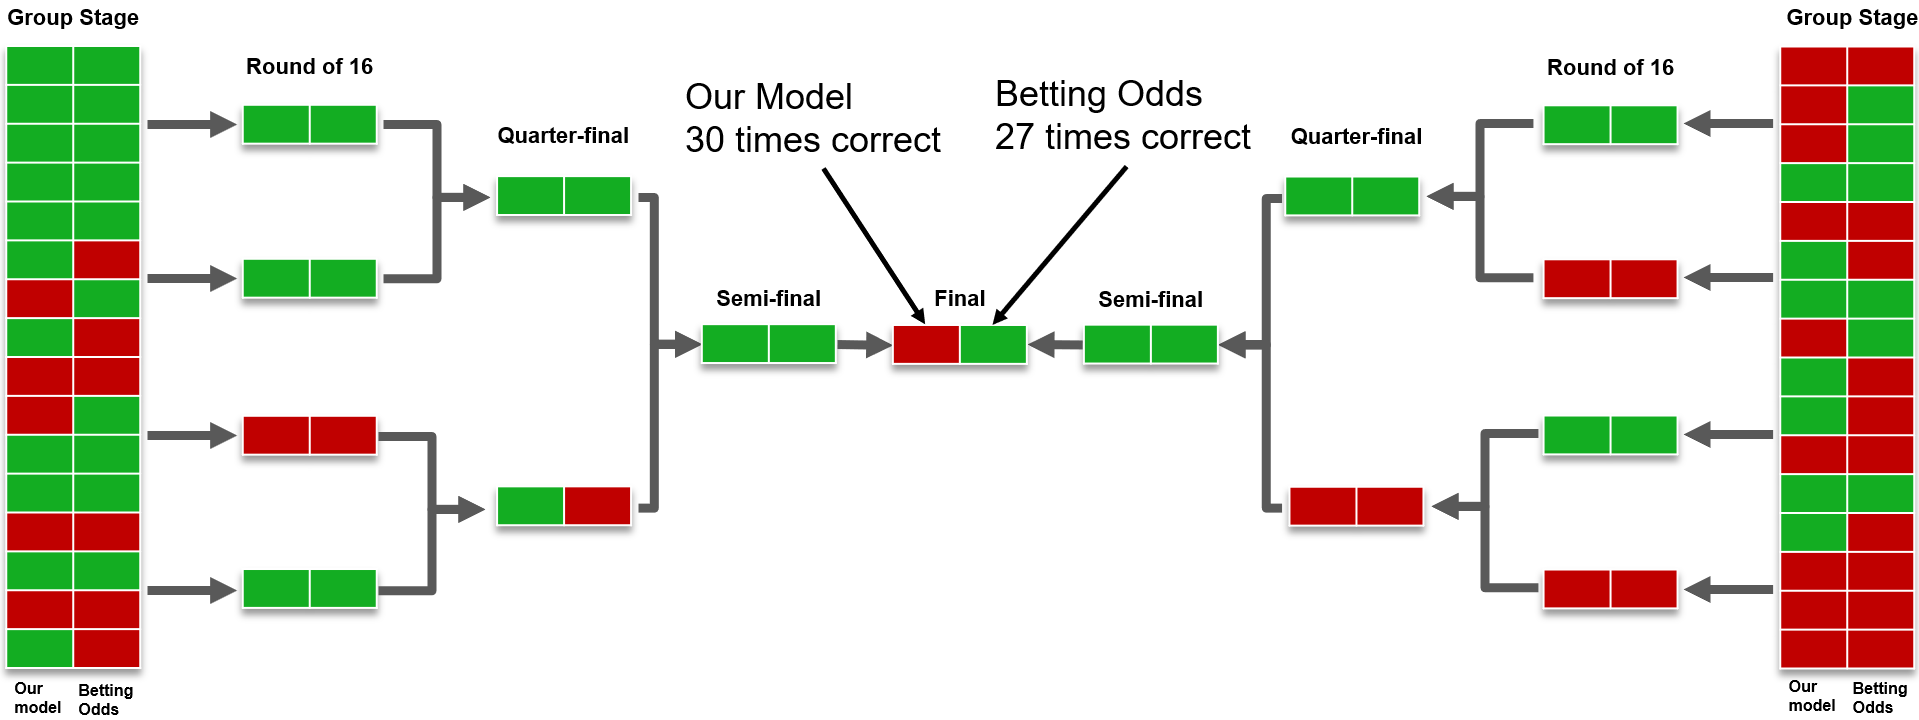 Group Stage
Group Stage
Round of 16
Round of 16
Our Model
30 times correct
Betting Odds
27 times correct
Quarter-final
Quarter-final
Semi-final
Final
Semi-final
Our
model
Betting
Odds
Our
model
Betting
Odds